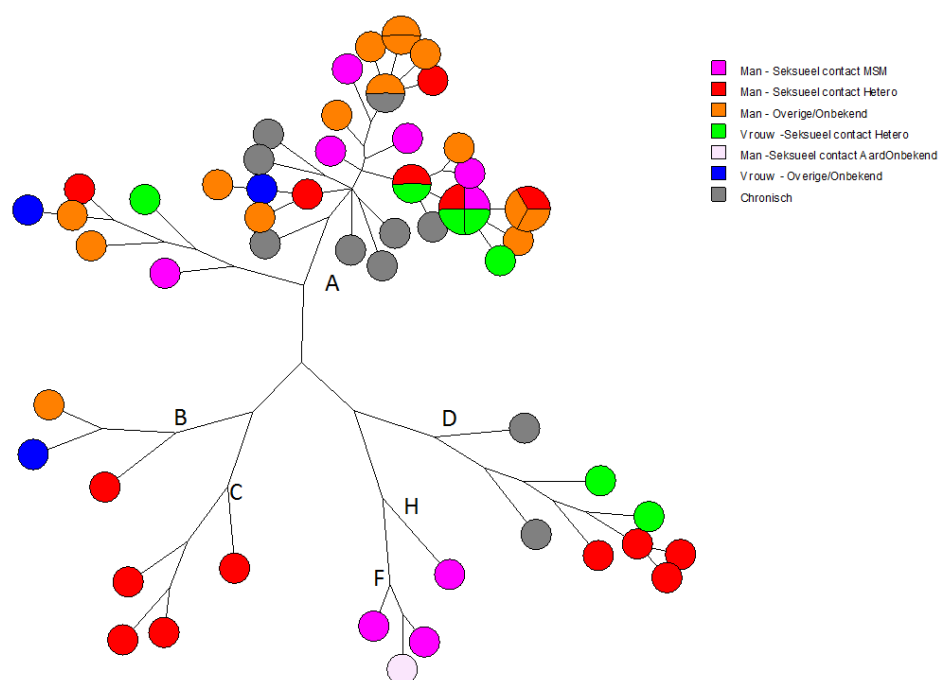 Man - Seksueel contact MSM
Man - Seksueel contact Hetero
Man - Overige/Onbekend
Vrouw -Seksueel contact Hetero
Man -Seksueel contact AardOnbekend
Vrouw - Overige/Onbekend
Chronisch
A
B
D
C
H
F